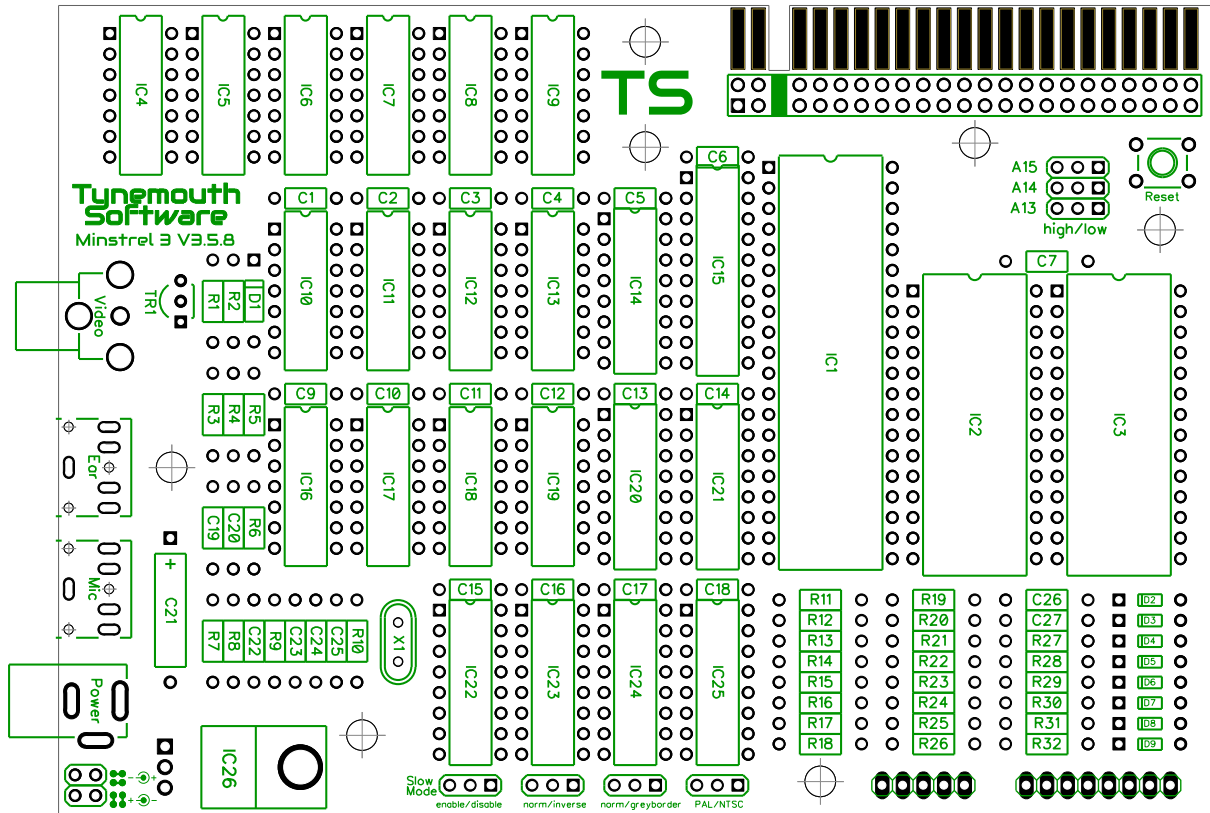 IC4 IC5 IC6 IC7 IC8 IC9
TS
Tynemouth
Software
Minstrel 3 V3.5.8
C6
A15
A14
A13
high/low
Reset
C1 C2 C3 C4 C5
IC10 IC11 IC12 IC13 IC14 IC15
C7
Video
TR1
R1 R2 D1
IC1
IC2
IC3
C9 C10 C11 C12 C13 C14
R3 R4 R5
Ear
IC16 IC17 IC18 IC19 IC20 IC21
C19 C20 R6
Mic
+
C21
C15 C16 C17 C18
R7 R8 C22 R9 C23 C24 C25 R10
X1
IC22 IC23 IC24 IC25
R11 R19 C26 D2
R12 R20 C27 D3
R13 R21 R27 D4
R14 R22 R28 D5
R15 R23 R29 D6
R16 R24 R30 D7
R17 R25 R31 D8
R18 R26 R32 D9
Power
IC26
- +
+ -
Slow
Mode
enable/disable norm/inverse norm/greyborder PAL/NTSC